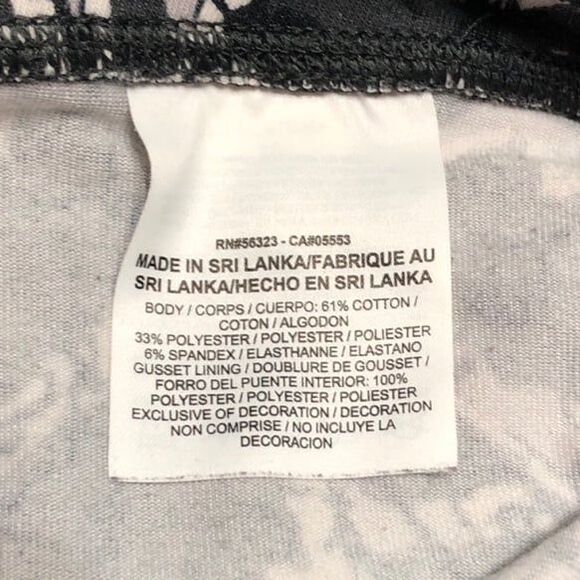 RN#56323 - CA#05553
MADE IN SRI LANKA/FABRIQUE AU
SRI LANKA/HECHO EN SRI LANKA
BODY / CORPS / CUERPO: 61% COTTON /
COTON / ALGODON
33% POLYESTER / POLYESTER / POLIESTER
6% SPANDEX / ELASTHANNE / ELASTANO
GUSSET LINING / DOUBLURE DE GOUSSET /
FORRO DEL PUENTE INTERIOR: 100%
POLYESTER / POLYESTER / POLIESTER
EXCLUSIVE OF DECORATION / DECORATION
NON COMPRISE / NO INCLUYE LA
DECORACION